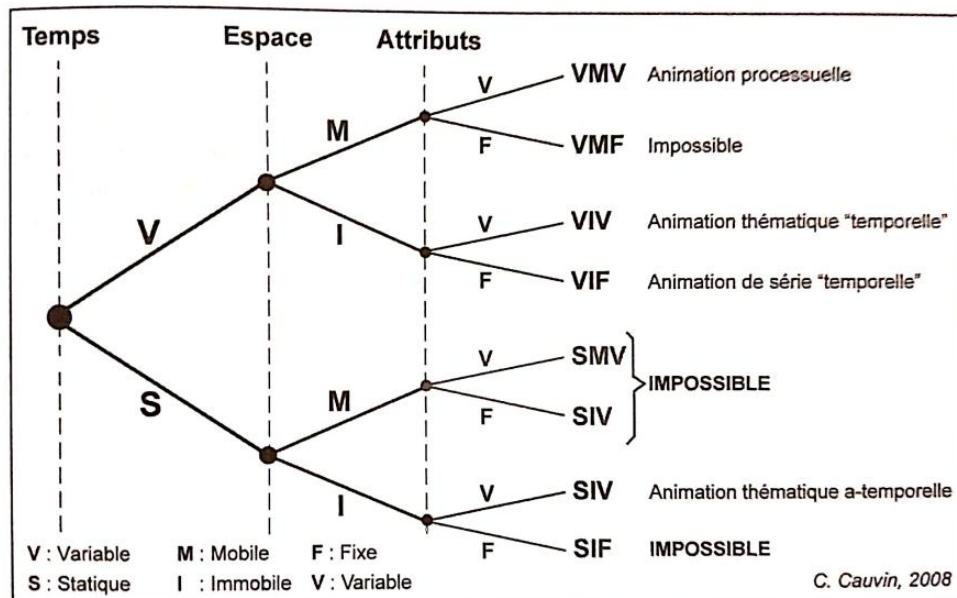 Temps Espace Attributs
V VMV Animation processuelle
M
F VMF Impossible
V
I V VIV Animation thématique "temporelle"
F VIF Animation de série "temporelle"
V SMV
M IMPOSSIBLE
S F SIV
V SIV Animation thématique a-temporelle
I
F SIF IMPOSSIBLE
V : Variable M : Mobile F : Fixe
S : Statique I : Immobile V : Variable
C. Cauvin, 2008